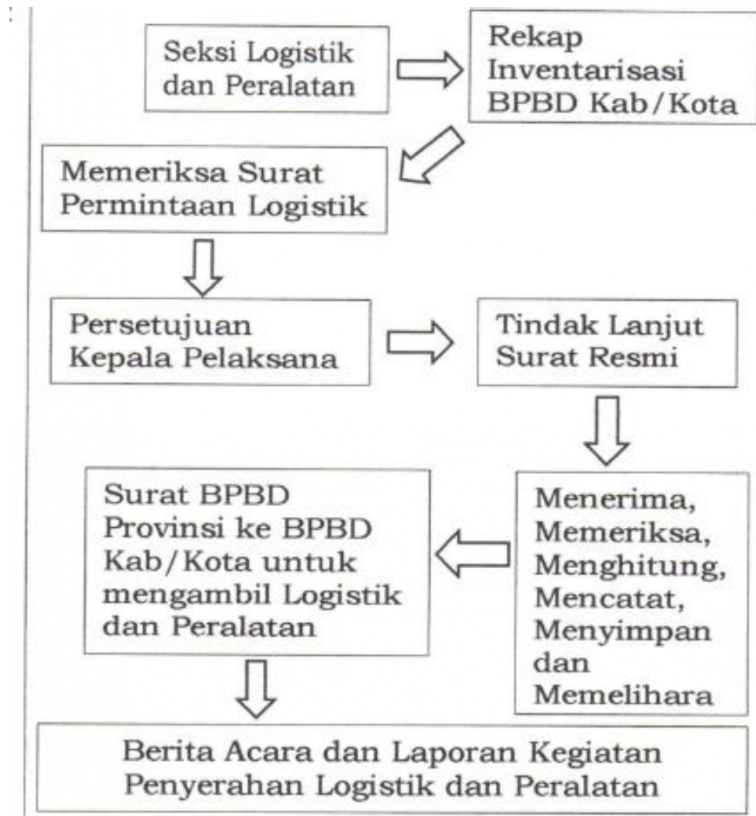 Seksi Logistik
dan Peralatan
Rekap
Inventarisasi
BPBD Kab/Kota
Memeriksa Surat
Permintaan Logistik
Persetujuan
Kepala Pelaksana
Tindak Lanjut
Surat Resmi
Menerima,
Memeriksa,
Menghitung,
Mencatat,
Menyimpan
dan
Memelihara
Surat BPBD
Provinsi ke BPBD
Kab/Kota untuk
mengambil Logistik
dan Peralatan
Berita Acara dan Laporan Kegiatan
Penyerahan Logistik dan Peralatan